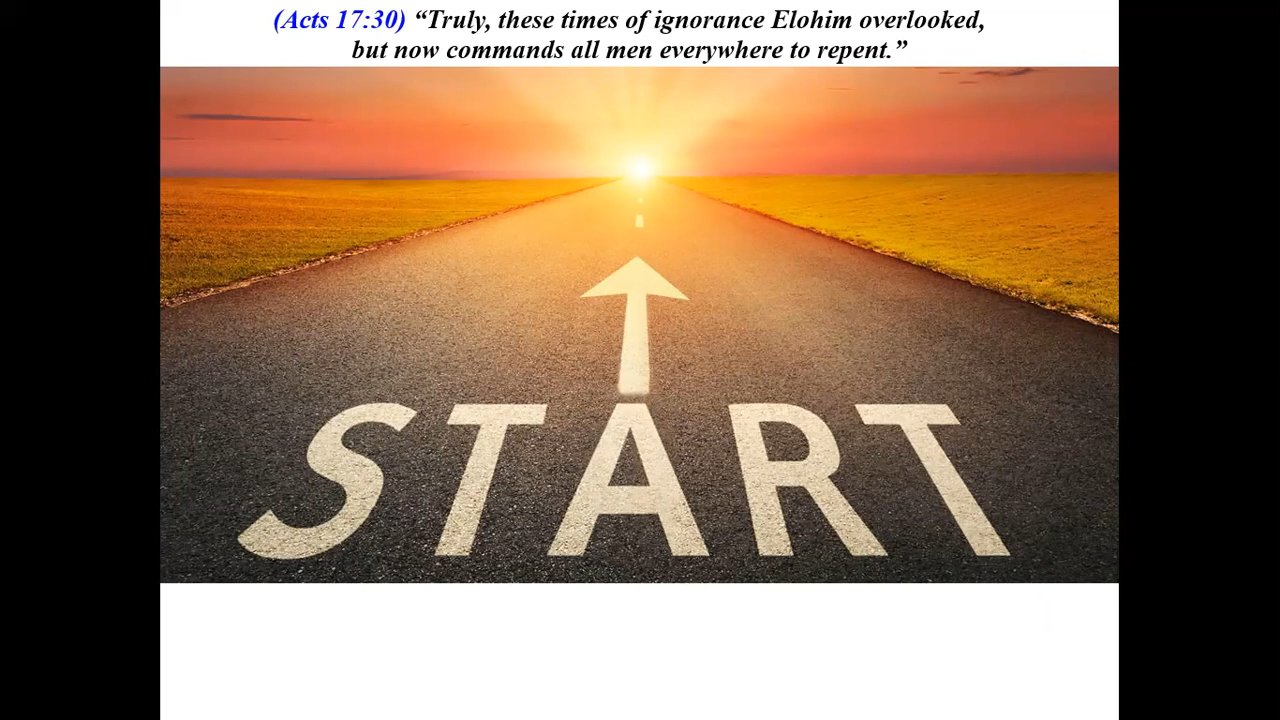 (Acts 17:30) “Truly, these times of ignorance Elohim overlooked,
but now commands all men everywhere to repent.”
START